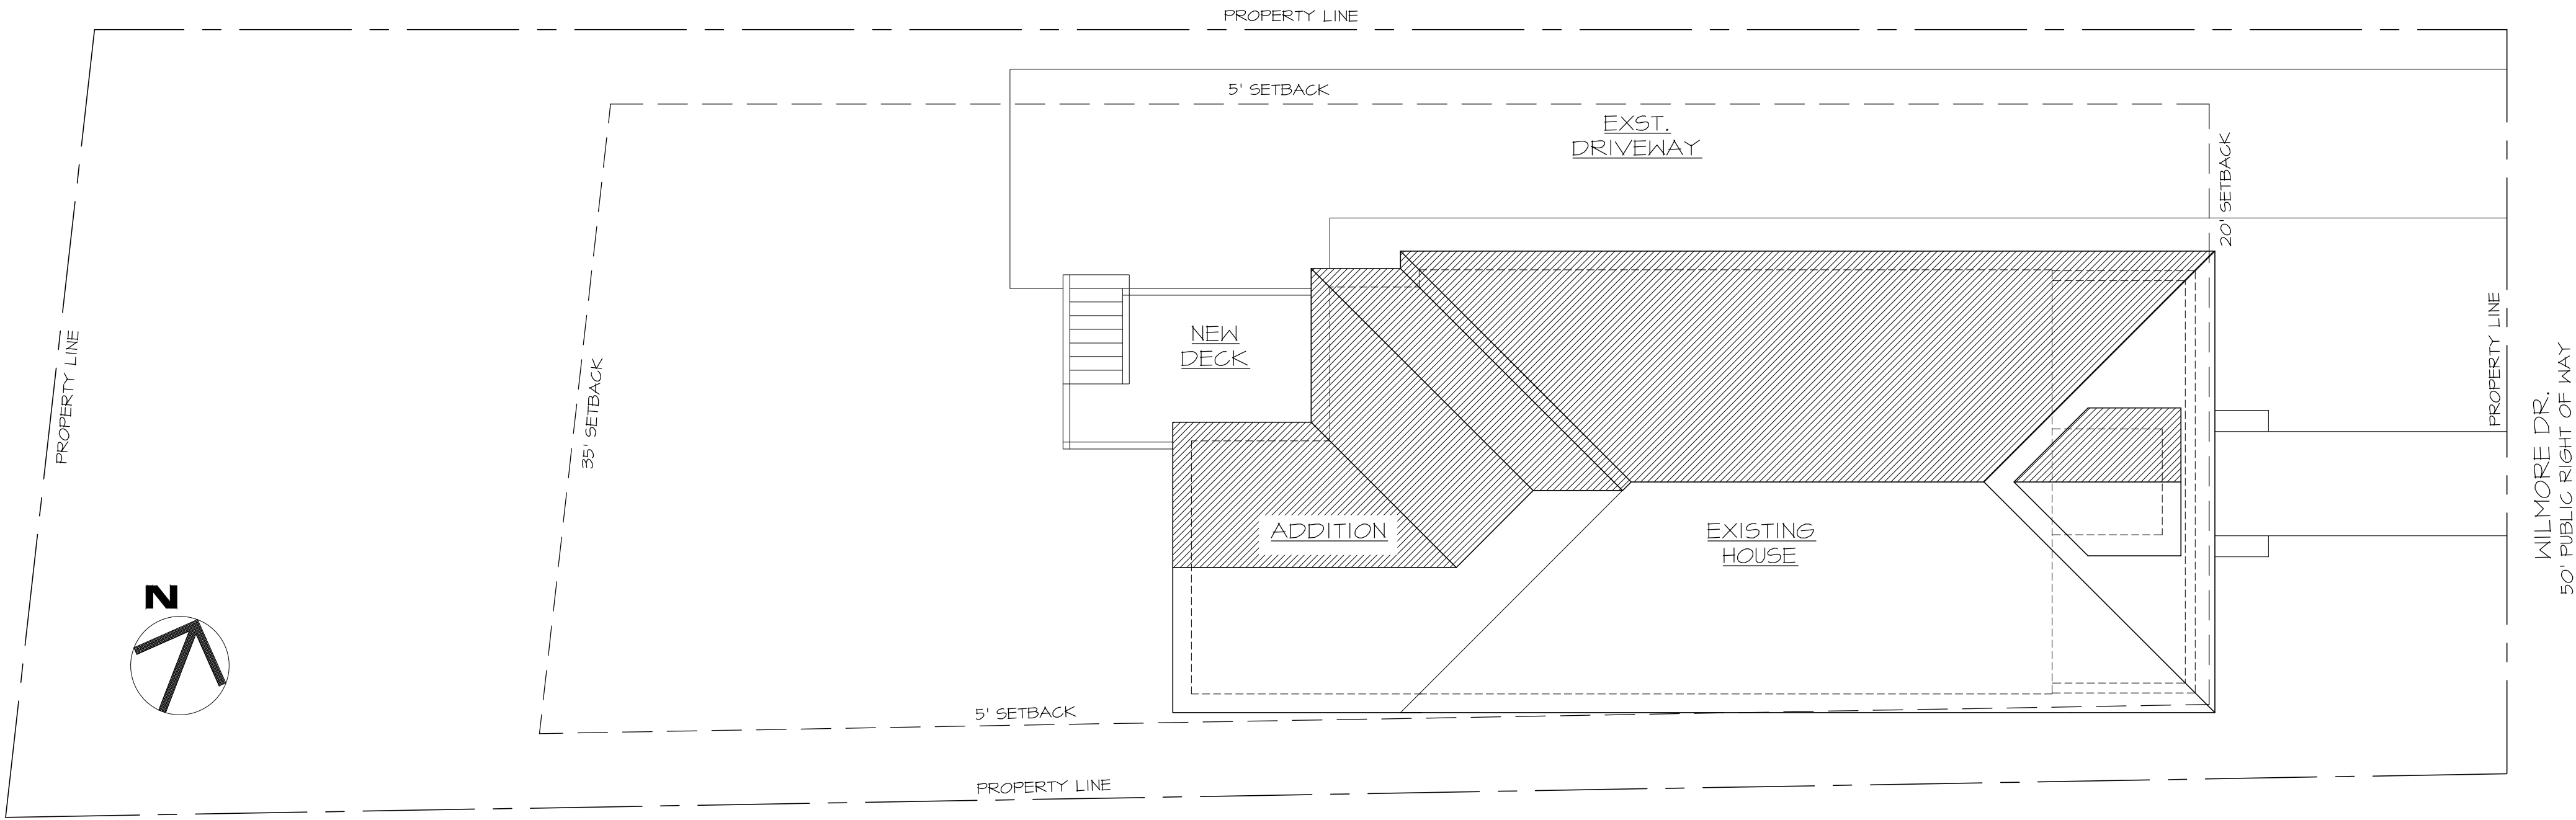 PROPERTY LINE
5' SETBACK
EXST.
DRIVEWAY
20' SETBACK
PROPERTY LINE
35' SETBACK
NEW
DECK
PROPERTY LINE
WILMORE DR.
50' PUBLIC RIGHT OF WAY
ADDITION
EXISTING
HOUSE
N
5' SETBACK
PROPERTY LINE